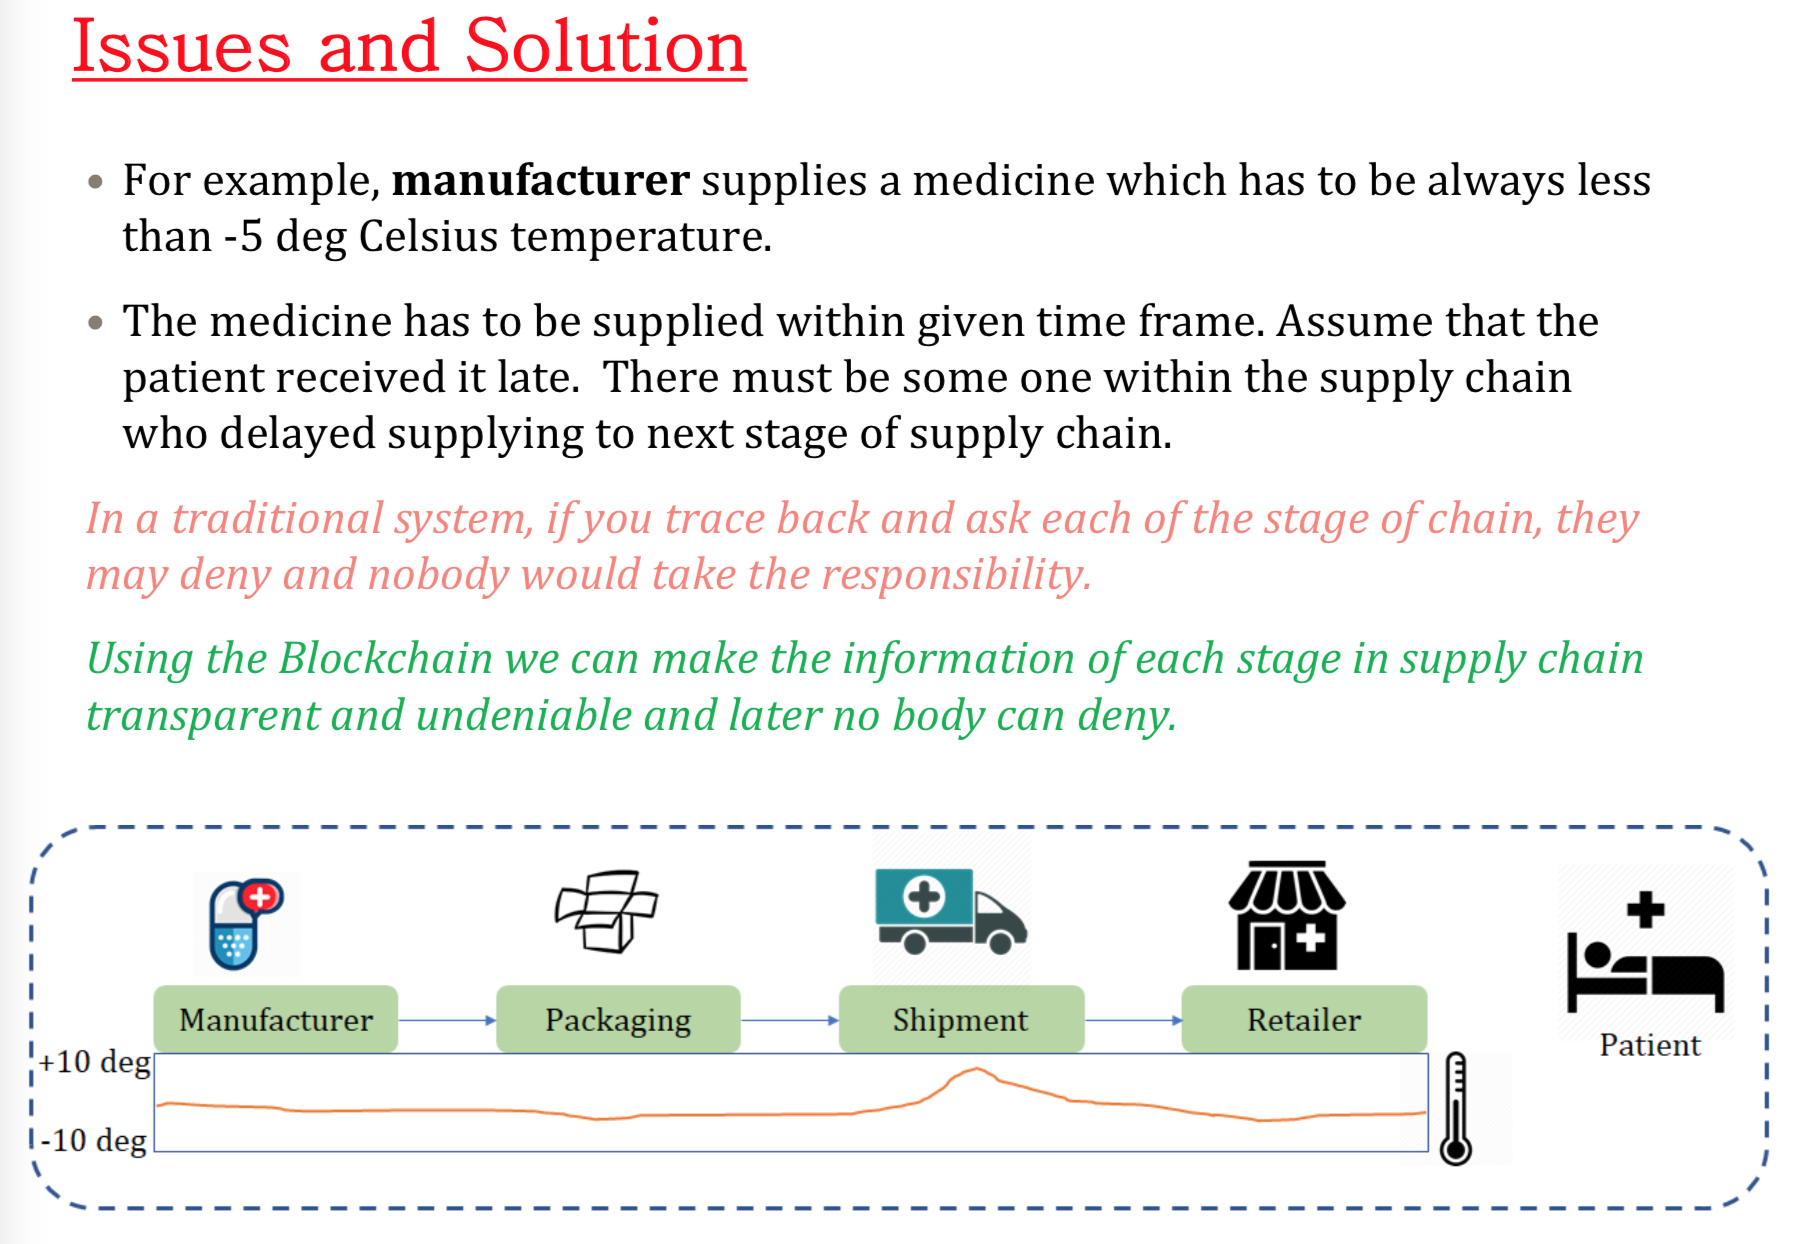 Issues and Solution
• For example, manufacturer supplies a medicine which has to be always less
than -5 deg Celsius temperature.
• The medicine has to be supplied within given time frame. Assume that the
patient received it late.  There must be some one within the supply chain
who delayed supplying to next stage of supply chain.
In a traditional system, if you trace back and ask each of the stage of chain, they
may deny and nobody would take the responsibility.
Using the Blockchain we can make the information of each stage in supply chain
transparent and undeniable and later no body can deny.
Manufacturer
Packaging
Shipment
Retailer
Patient
+10 deg
-10 deg